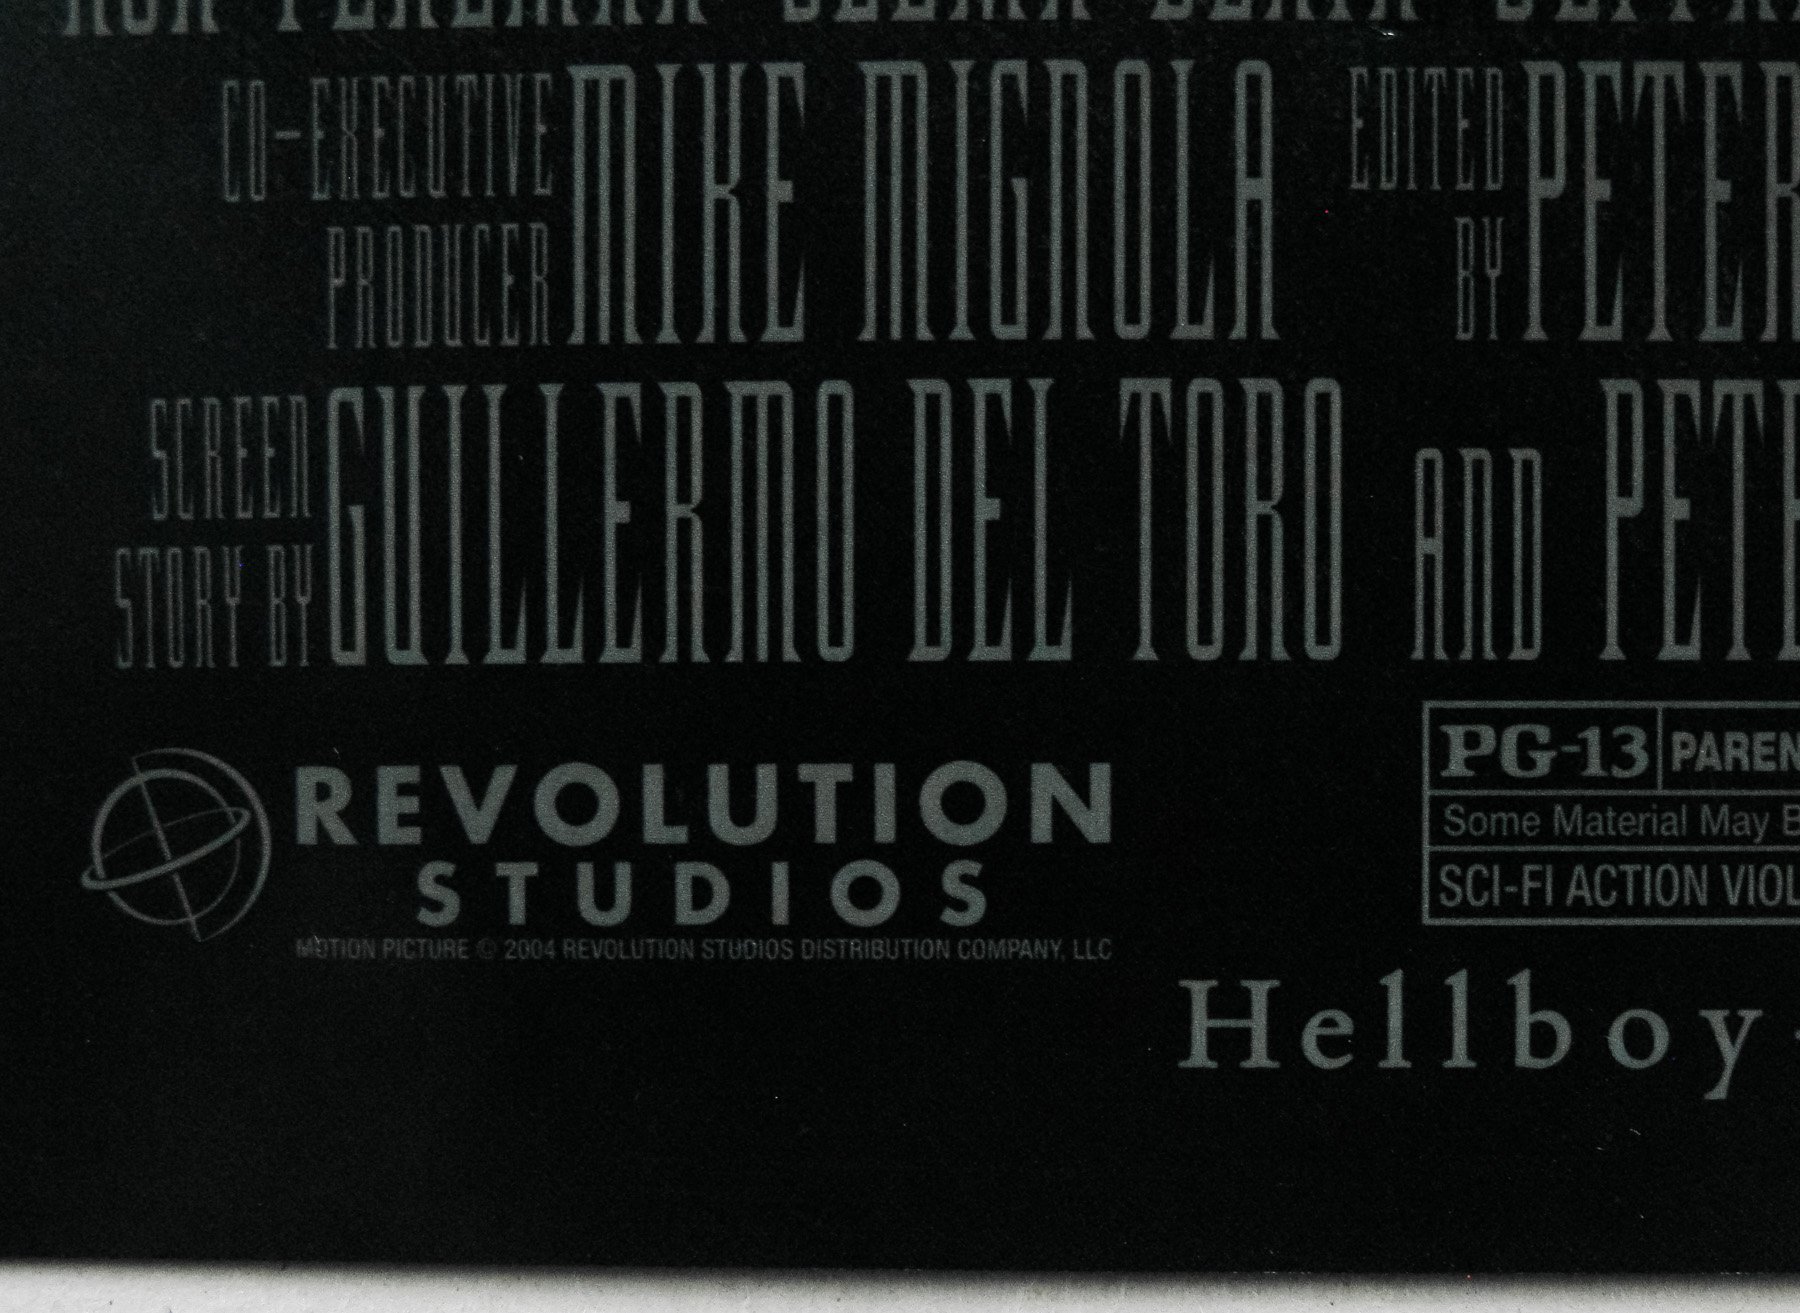 CO-EXECUTIVE PRODUCER MIKE MIGNOLA EDITED BY PETER
SCREEN STORY BY GUILLERMO DEL TORO AND PET
REVOLUTION
STUDIOS
MOTION PICTURE © 2004 REVOLUTION STUDIOS DISTRIBUTION COMPANY, LLC
PG-13 PAREN
Some Material May B
SCI-FI ACTION VIOL
Hellboy